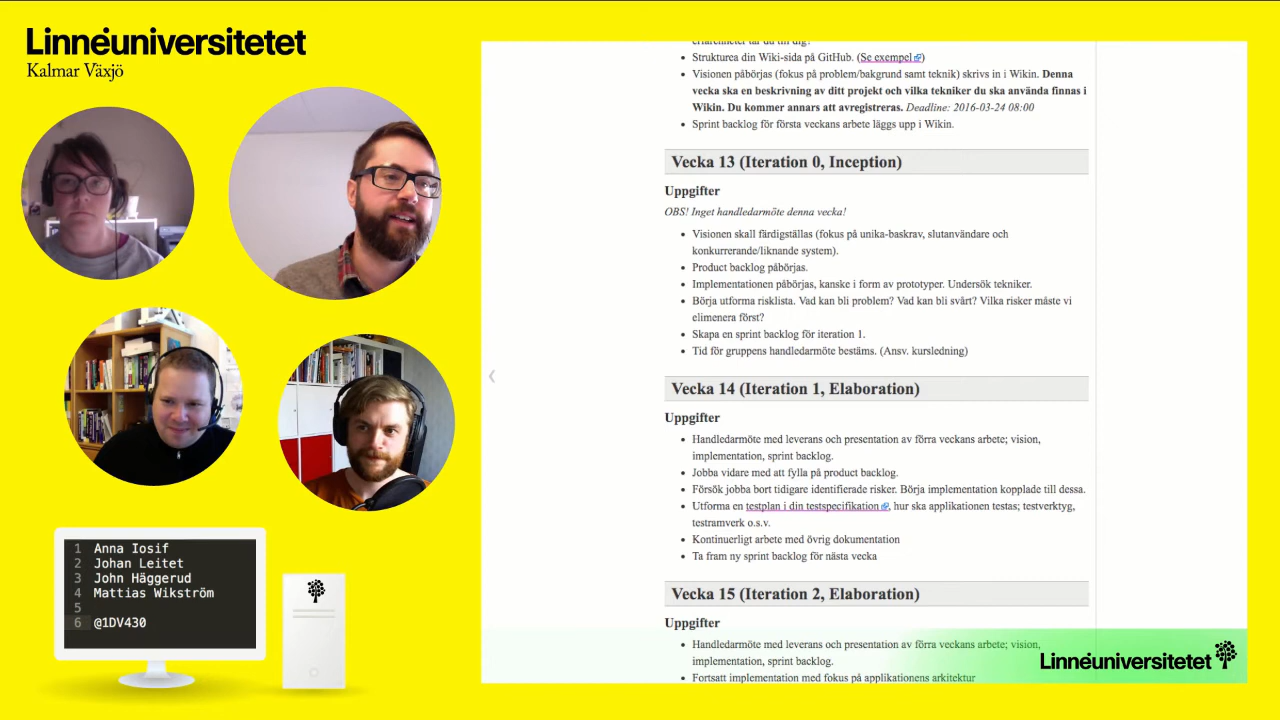 Linnéuniversitetet
Kalmar Växjö
Strukturea din Wiki-sida på GitHub. (Se exempel)
Visionen påbörjas (fokus på problem/bakgrund samt teknik) skrivs in i Wikin. Denna
vecka ska en beskrivning av ditt projekt och vilka tekniker du ska använda finnas i
Wikin. Du kommer annars att avregistreras. Deadline: 2016-03-24 08:00
Sprint backlog för första veckans arbete läggs upp i Wikin.
Vecka 13 (Iteration 0, Inception)
Uppgifter
OBS! Inget handledarmöte denna vecka!
Visionen skall färdigställas (fokus på unika-baskrav, slutanvändare och
konkurrerande/liknande system).
Product backlog påbörjas.
Implementationen påbörjas, kanske i form av prototyper. Undersök tekniker.
Börja utforma risklista. Vad kan bli problem? Vad kan bli svårt? Vilka risker måste vi
elimenera först?
Skapa en sprint backlog för iteration 1.
Tid för gruppens handledarmöte bestäms. (Ansv. kursledning)
Vecka 14 (Iteration 1, Elaboration)
Uppgifter
Handledarmöte med leverans och presentation av förra veckans arbete; vision,
implementation, sprint backlog.
Jobba vidare med att fylla på product backlog.
Försök jobba bort tidigare identifierade risker. Börja implementation kopplade till dessa.
Utforma en testplan i din testspecifikation, hur ska applikationen testas; testverktyg,
testramverk o.s.v.
Kontinuerligt arbete med övrig dokumentation
Ta fram ny sprint backlog för nästa vecka
Vecka 15 (Iteration 2, Elaboration)
Uppgifter
Handledarmöte med leverans och presentation av förra veckans arbete; vision,
implementation, sprint backlog.
Fortsatt implementation med fokus på applikationens arkitektur
1 Anna Iosif
2 Johan Leitet
3 John Häggerud
4 Mattias Wikström
5
6 @1DV430
Linnéuniversitetet